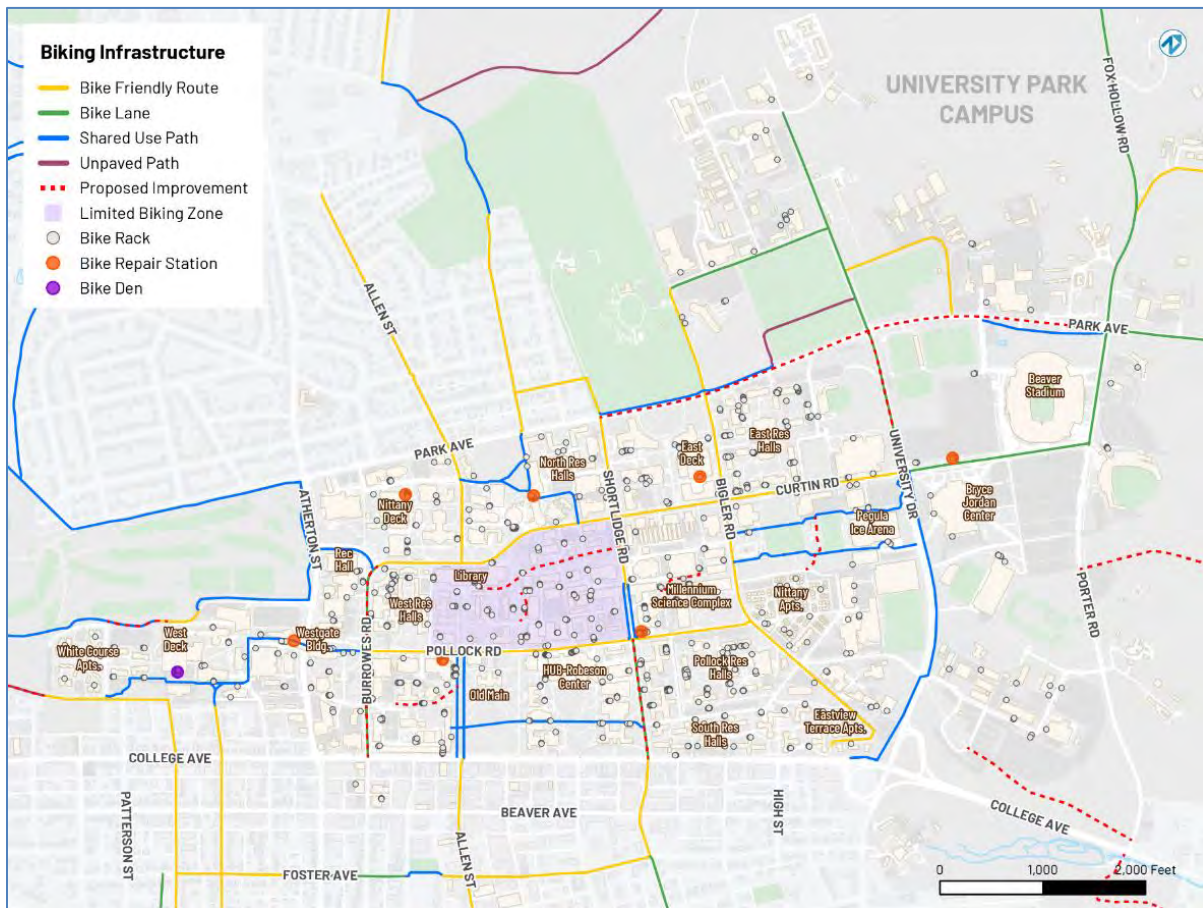 Biking Infrastructure
Bike Friendly Route
Bike Lane
Shared Use Path
Unpaved Path
Proposed Improvement
Limited Biking Zone
Bike Rack
Bike Repair Station
Bike Den
UNIVERSITY PARK
CAMPUS
FOX HOLLOW RD
ALLEN ST
PARK AVE
Beaver
Stadium
PARK AVE
North Res
Halls
East
Deck
East Res
Halls
UNIVERSITY DR
ATHERTON ST
Nittany
Deck
SHORTLIDGE RD
BIGLER RD
CURTIN RD
Bryce
Jordan
Center
Pegula
Ice Arena
Rec
Hall
Library
West Res
Halls
Millennium
Science Complex
Nittany
Apts.
PORTER RD
White Course
Apts.
West
Deck
Westgate
Bldg.
BURROWES RD
POLLOCK RD
Old Main
HUB-Robeson
Center
Pollock Res
Halls
South Res
Halls
Eastview
Terrace Apts.
COLLEGE AVE
PATTERSON ST
BEAVER AVE
HIGH ST
COLLEGE AVE
ALLEN ST
FOSTER AVE
0 1,000 2,000 Feet